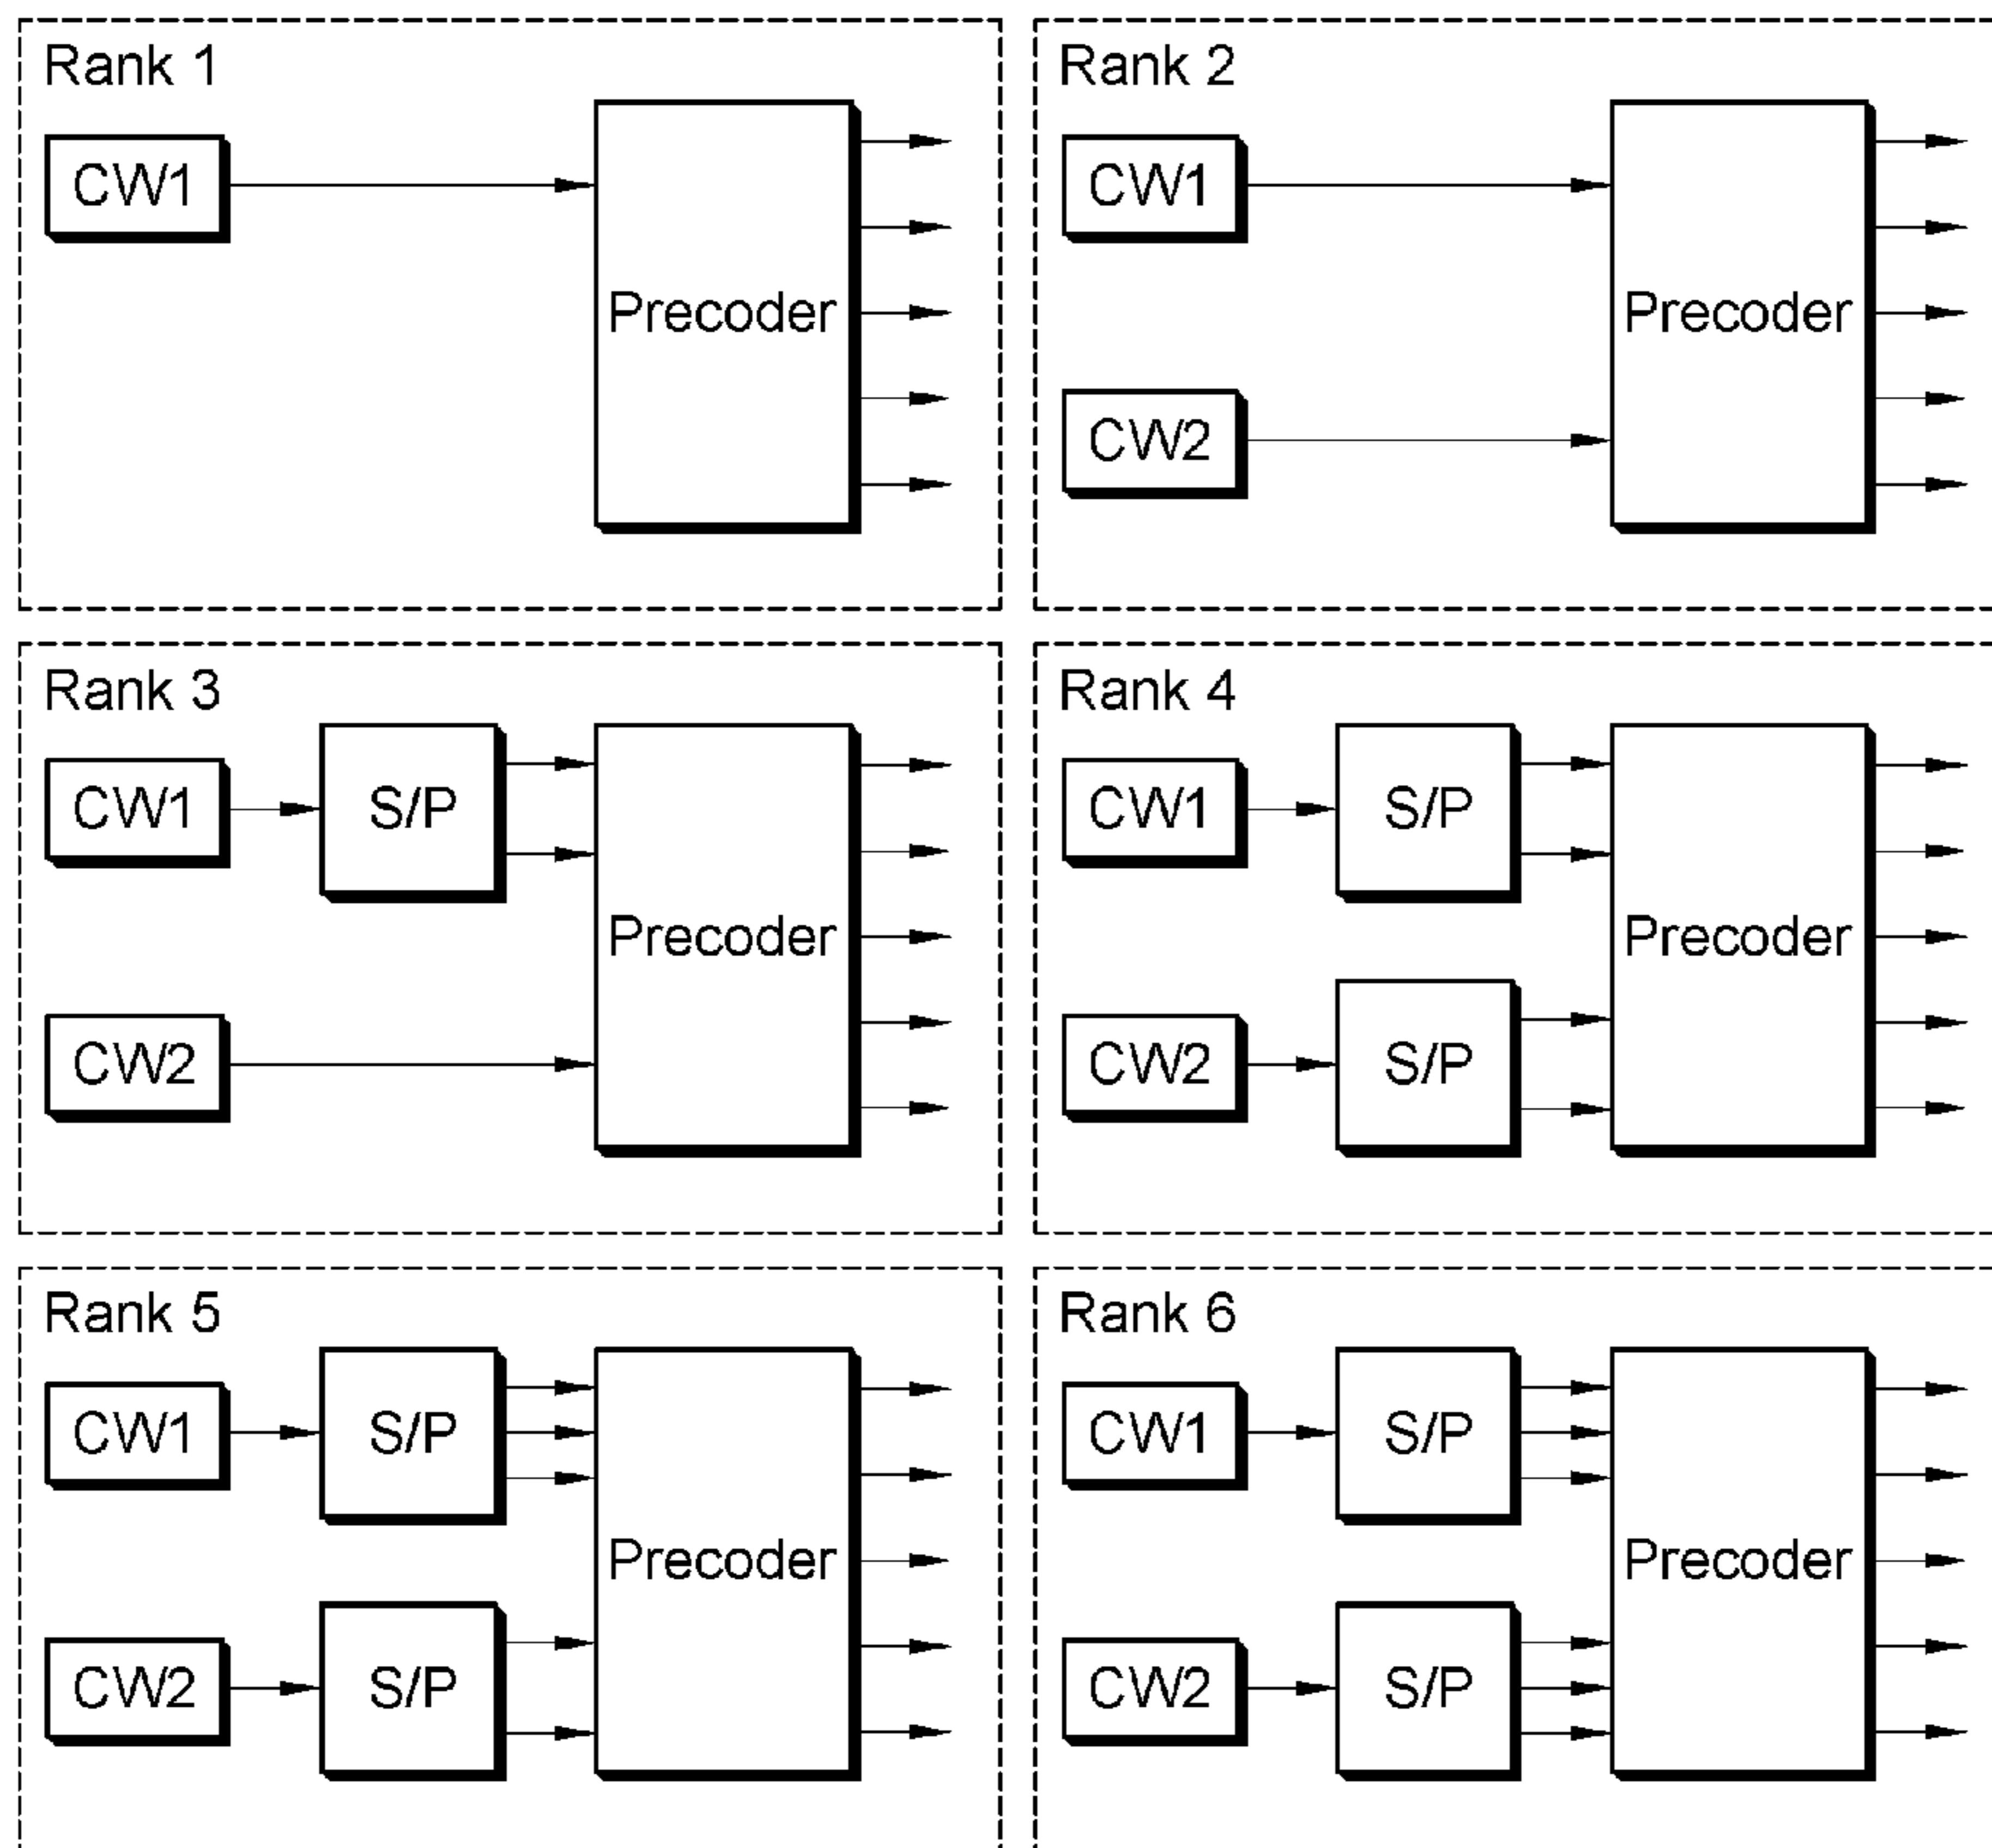 Rank 1
CW1
Precoder
Rank 2
CW1
Precoder
CW2
Rank 3
CW1
S/P
Precoder
CW2
Rank 4
CW1
S/P
Precoder
CW2
S/P
Rank 5
CW1
S/P
Precoder
CW2
S/P
Rank 6
CW1
S/P
Precoder
CW2
S/P